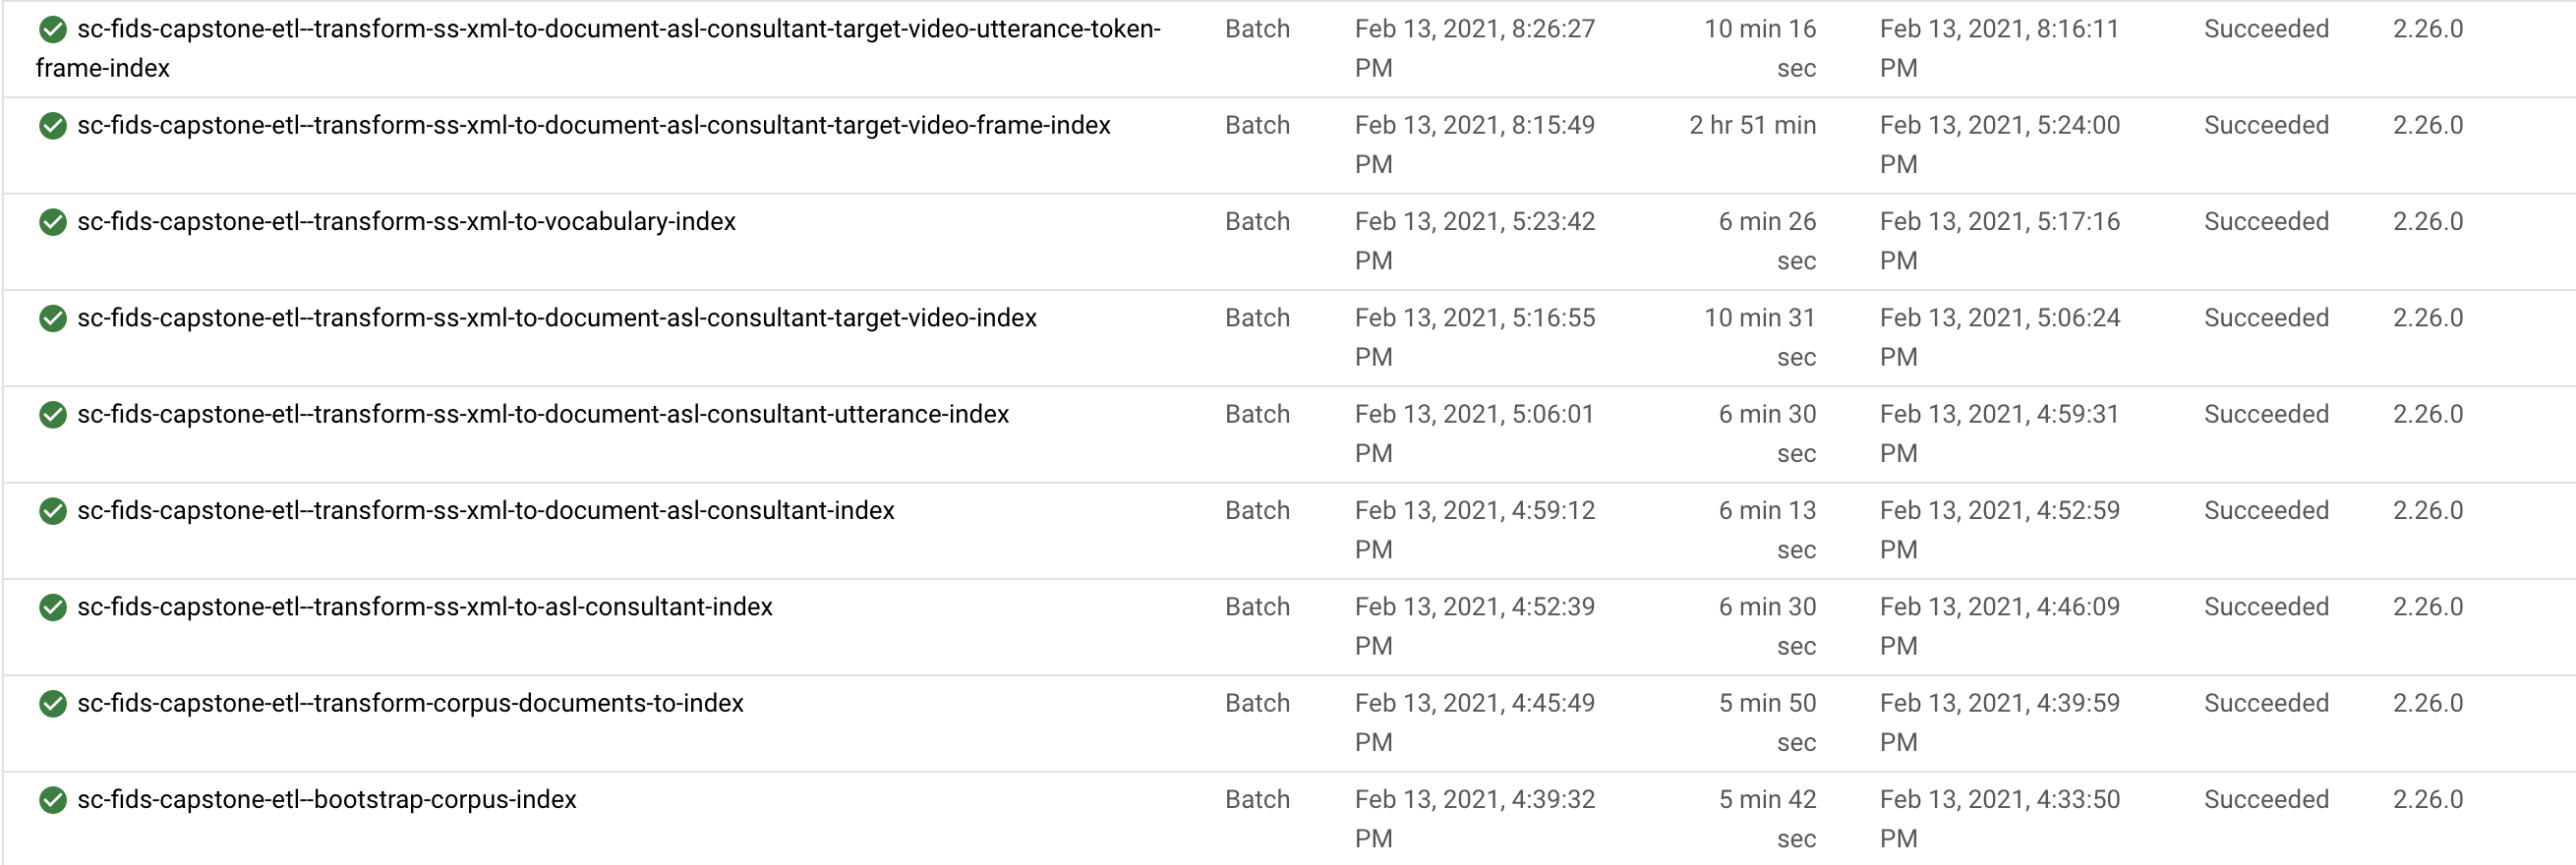 sc-fids-capstone-etl--transform-ss-xml-to-document-asl-consultant-target-video-utterance-token- Batch Feb 13, 2021, 8:26:27 10 min 16 Feb 13, 2021, 8:16:11 Succeeded 2.26.0
frame-index PM sec PM
sc-fids-capstone-etl--transform-ss-xml-to-document-asl-consultant-target-video-frame-index Batch Feb 13, 2021, 8:15:49 2 hr 51 min Feb 13, 2021, 5:24:00 Succeeded 2.26.0
PM PM
sc-fids-capstone-etl--transform-ss-xml-to-vocabulary-index Batch Feb 13, 2021, 5:23:42 6 min 26 Feb 13, 2021, 5:17:16 Succeeded 2.26.0
PM sec PM
sc-fids-capstone-etl--transform-ss-xml-to-document-asl-consultant-target-video-index Batch Feb 13, 2021, 5:16:55 10 min 31 Feb 13, 2021, 5:06:24 Succeeded 2.26.0
PM sec PM
sc-fids-capstone-etl--transform-ss-xml-to-document-asl-consultant-utterance-index Batch Feb 13, 2021, 5:06:01 6 min 30 Feb 13, 2021, 4:59:31 Succeeded 2.26.0
PM sec PM
sc-fids-capstone-etl--transform-ss-xml-to-document-asl-consultant-index Batch Feb 13, 2021, 4:59:12 6 min 13 Feb 13, 2021, 4:52:59 Succeeded 2.26.0
PM sec PM
sc-fids-capstone-etl--transform-ss-xml-to-asl-consultant-index Batch Feb 13, 2021, 4:52:39 6 min 30 Feb 13, 2021, 4:46:09 Succeeded 2.26.0
PM sec PM
sc-fids-capstone-etl--transform-corpus-documents-to-index Batch Feb 13, 2021, 4:45:49 5 min 50 Feb 13, 2021, 4:39:59 Succeeded 2.26.0
PM sec PM
sc-fids-capstone-etl--bootstrap-corpus-index Batch Feb 13, 2021, 4:39:32 5 min 42 Feb 13, 2021, 4:33:50 Succeeded 2.26.0
PM sec PM